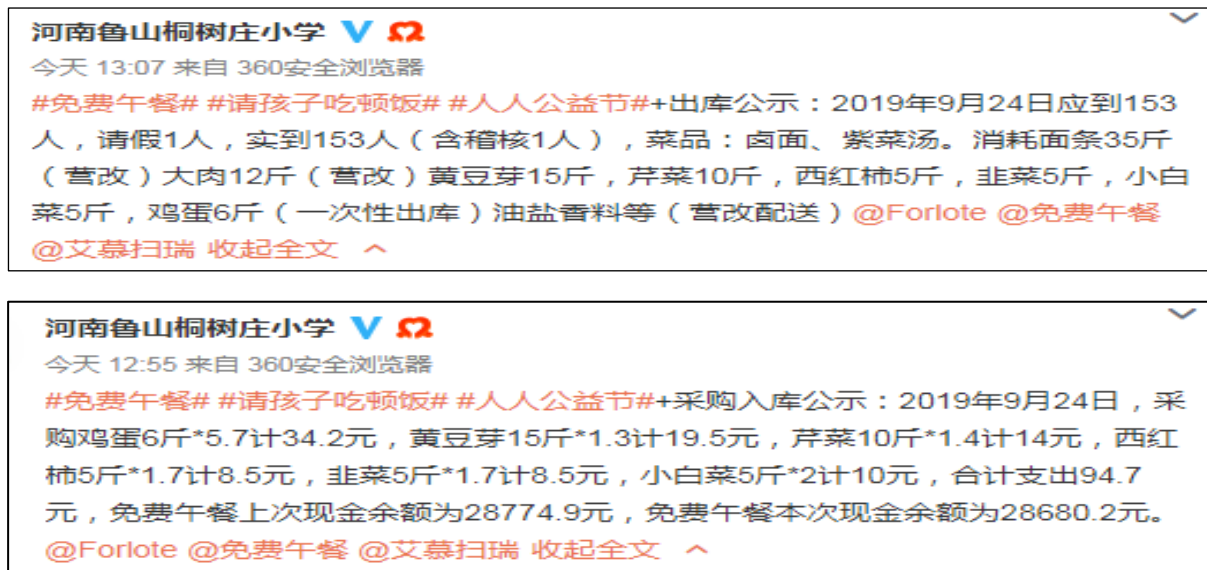 河南鲁山桐树庄小学
今天 13:07 来自 360安全浏览器
#免费午餐# #请孩子吃顿饭# #人人公益节#+出库公示：2019年9月24日应到153
人，请假1人，实到153人（含稽核1人），菜品：卤面、紫菜汤。消耗面条35斤
（营改）大肉12斤（营改）黄豆芽15斤，芹菜10斤，西红柿5斤，韭菜5斤，小白
菜5斤，鸡蛋6斤（一次性出库）油盐香料等（营改配送）@Forlote @免费午餐
@艾慕扫瑞 收起全文
河南鲁山桐树庄小学
今天 12:55 来自 360安全浏览器
#免费午餐# #请孩子吃顿饭# #人人公益节#+采购入库公示：2019年9月24日，采
购鸡蛋6斤*5.7计34.2元，黄豆芽15斤*1.3计19.5元，芹菜10斤*1.4计14元，西红
柿5斤*1.7计8.5元，韭菜5斤*1.7计8.5元，小白菜5斤*2计10元，合计支出94.7
元，免费午餐上次现金余额为28774.9元，免费午餐本次现金余额为28680.2元。
@Forlote @免费午餐 @艾慕扫瑞 收起全文